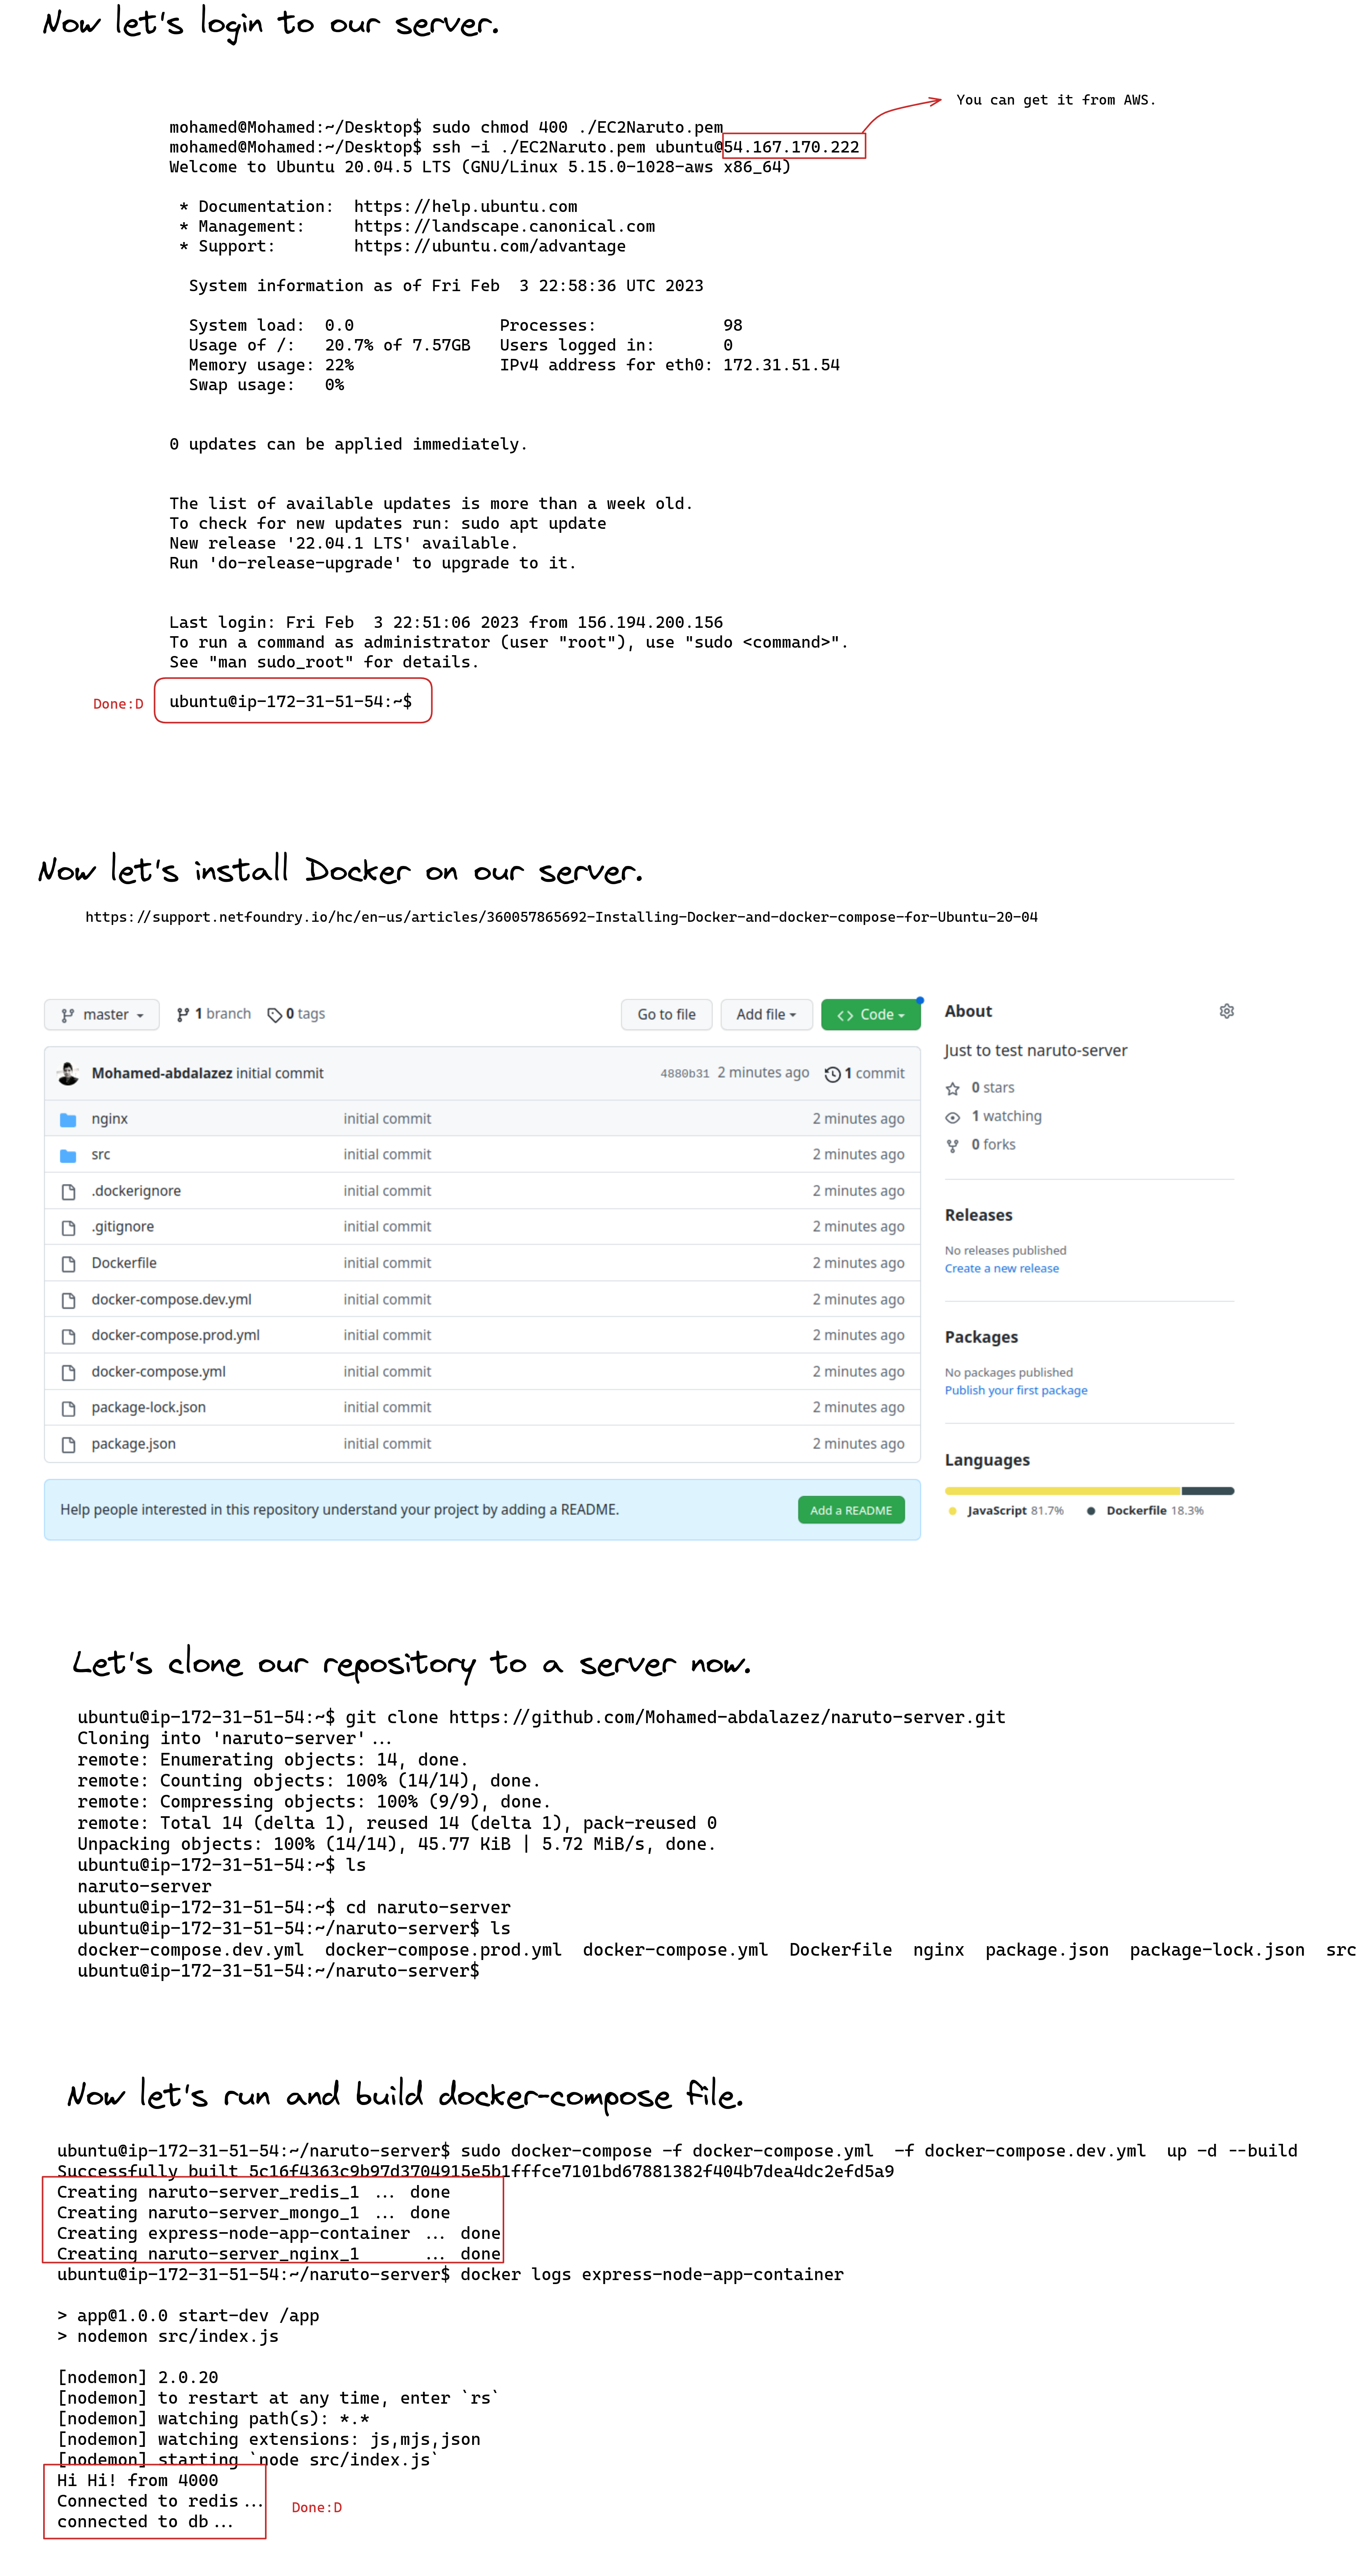 Now let's login to our server.
You can get it from AWS.
mohamed@Mohamed:~/Desktop$ sudo chmod 400 ./EC2Naruto.pem
mohamed@Mohamed:~/Desktop$ ssh -i ./EC2Naruto.pem ubuntu@54.167.170.222
Welcome to Ubuntu 20.04.5 LTS (GNU/Linux 5.15.0-1028-aws x86_64)
* Documentation:  https://help.ubuntu.com
* Management:     https://landscape.canonical.com
* Support:        https://ubuntu.com/advantage
System information as of Fri Feb  3 22:58:36 UTC 2023
System load:  0.0               Processes:             98
Usage of /:   20.7% of 7.57GB   Users logged in:       0
Memory usage: 22%               IPv4 address for eth0: 172.31.51.54
Swap usage:   0%
0 updates can be applied immediately.
The list of available updates is more than a week old.
To check for new updates run: sudo apt update
New release '22.04.1 LTS' available.
Run 'do-release-upgrade' to upgrade to it.
Last login: Fri Feb  3 22:51:06 2023 from 156.194.200.156
To run a command as administrator (user "root"), use "sudo <command>".
See "man sudo_root" for details.
Done:D ubuntu@ip-172-31-51-54:~$
Now let's install Docker on our server.
https://support.netfoundry.io/hc/en-us/articles/360057865692-Installing-Docker-and-docker-compose-for-Ubuntu-20-04
master 1 branch 0 tags Go to file Add file Code
Mohamed-abdalazez initial commit 4880b31 2 minutes ago 1 commit
nginx initial commit 2 minutes ago
src initial commit 2 minutes ago
.dockerignore initial commit 2 minutes ago
.gitignore initial commit 2 minutes ago
Dockerfile initial commit 2 minutes ago
docker-compose.dev.yml initial commit 2 minutes ago
docker-compose.prod.yml initial commit 2 minutes ago
docker-compose.yml initial commit 2 minutes ago
package-lock.json initial commit 2 minutes ago
package.json initial commit 2 minutes ago
Help people interested in this repository understand your project by adding a README. Add a README
About
Just to test naruto-server
0 stars
1 watching
0 forks
Releases
No releases published
Create a new release
Packages
No packages published
Publish your first package
Languages
JavaScript 81.7% Dockerfile 18.3%
Let's clone our repository to a server now.
ubuntu@ip-172-31-51-54:~$ git clone https://github.com/Mohamed-abdalazez/naruto-server.git
Cloning into 'naruto-server'...
remote: Enumerating objects: 14, done.
remote: Counting objects: 100% (14/14), done.
remote: Compressing objects: 100% (9/9), done.
remote: Total 14 (delta 1), reused 14 (delta 1), pack-reused 0
Unpacking objects: 100% (14/14), 45.77 KiB | 5.72 MiB/s, done.
ubuntu@ip-172-31-51-54:~$ ls
naruto-server
ubuntu@ip-172-31-51-54:~$ cd naruto-server
ubuntu@ip-172-31-51-54:~/naruto-server$ ls
docker-compose.dev.yml  docker-compose.prod.yml  docker-compose.yml  Dockerfile  nginx  package.json  package-lock.json  src
ubuntu@ip-172-31-51-54:~/naruto-server$
Now let's run and build docker-compose file.
ubuntu@ip-172-31-51-54:~/naruto-server$ sudo docker-compose -f docker-compose.yml  -f docker-compose.dev.yml  up -d --build
Successfully built 5c16f4363c9b97d3704915e5b1fffce7101bd67881382f404b7dea4dc2efd5a9
Creating naruto-server_redis_1 ... done
Creating naruto-server_mongo_1 ... done
Creating express-node-app-container ... done
Creating naruto-server_nginx_1      ... done
ubuntu@ip-172-31-51-54:~/naruto-server$ docker logs express-node-app-container
> app@1.0.0 start-dev /app
> nodemon src/index.js
[nodemon] 2.0.20
[nodemon] to restart at any time, enter `rs`
[nodemon] watching path(s): *.*
[nodemon] watching extensions: js,mjs,json
[nodemon] starting `node src/index.js`
Hi Hi! from 4000
Connected to redis...
Done:D
connected to db...